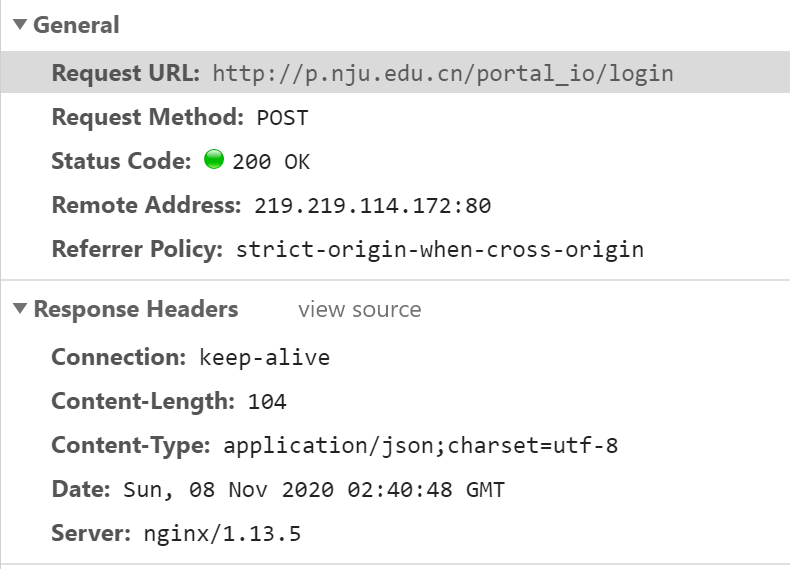 General
Request URL: http://p.nju.edu.cn/portal_io/login
Request Method: POST
Status Code: 200 OK
Remote Address: 219.219.114.172:80
Referrer Policy: strict-origin-when-cross-origin
Response Headers view source
Connection: keep-alive
Content-Length: 104
Content-Type: application/json;charset=utf-8
Date: Sun, 08 Nov 2020 02:40:48 GMT
Server: nginx/1.13.5